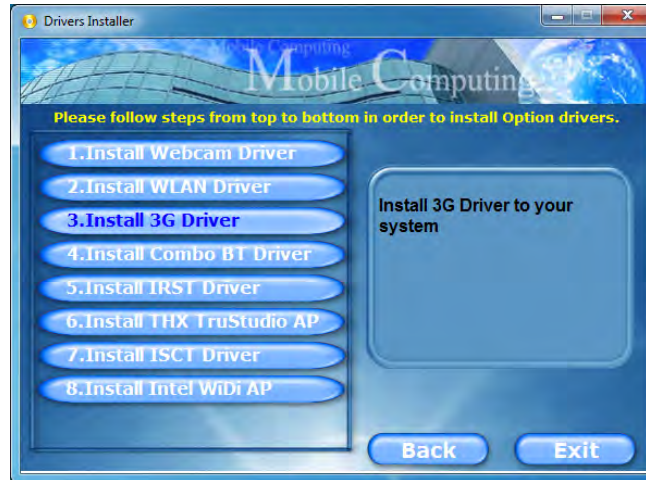 Drivers Installer
Mobile Computing
Mobile Computing
Please follow steps from top to bottom in order to install Option drivers.
1.Install Webcam Driver
2.Install WLAN Driver
3.Install 3G Driver
4.Install Combo BT Driver
5.Install IRST Driver
6.Install THX TruStudio AP
7.Install ISCT Driver
8.Install Intel WiDi AP
Install 3G Driver to your
system
Back
Exit